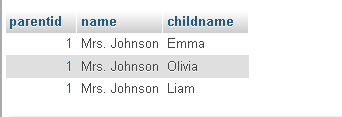 parentid name childname
1 Mrs. Johnson Emma
1 Mrs. Johnson Olivia
1 Mrs. Johnson Liam